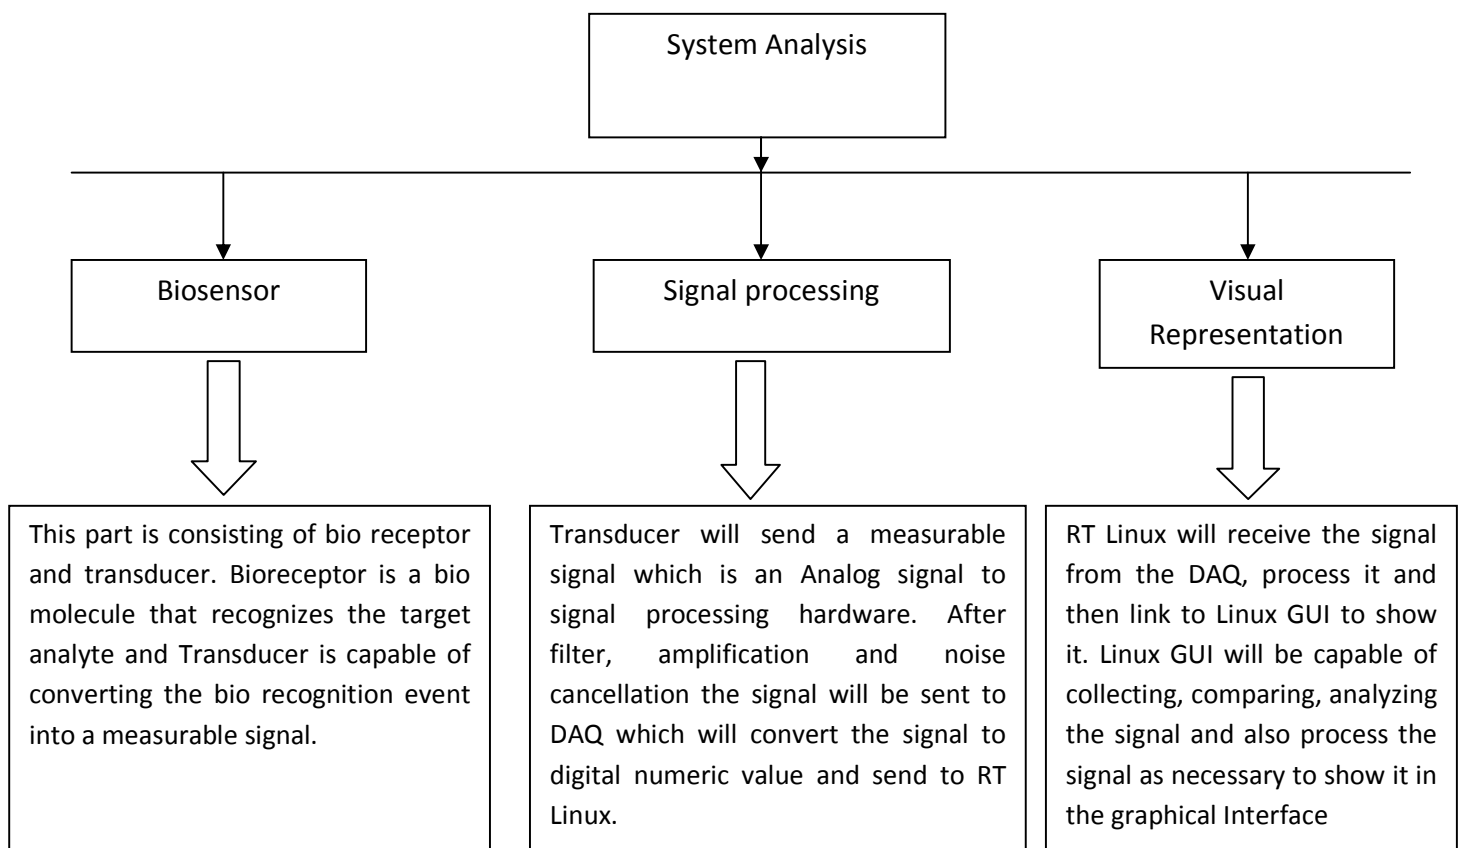 System Analysis
Biosensor
Signal processing
Visual
Representation
This part is consisting of bio receptor
and transducer. Bioreceptor is a bio
molecule that recognizes the target
analyte and Transducer is capable of
converting the bio recognition event
into a measurable signal.
Transducer will send a measurable
signal which is an Analog signal to
signal processing hardware. After
filter, amplification and noise
cancellation the signal will be sent to
DAQ which will convert the signal to
digital numeric value and send to RT
Linux.
RT Linux will receive the signal
from the DAQ, process it and
then link to Linux GUI to show
it. Linux GUI will be capable of
collecting, comparing, analyzing
the signal and also process the
signal as necessary to show it in
the graphical Interface